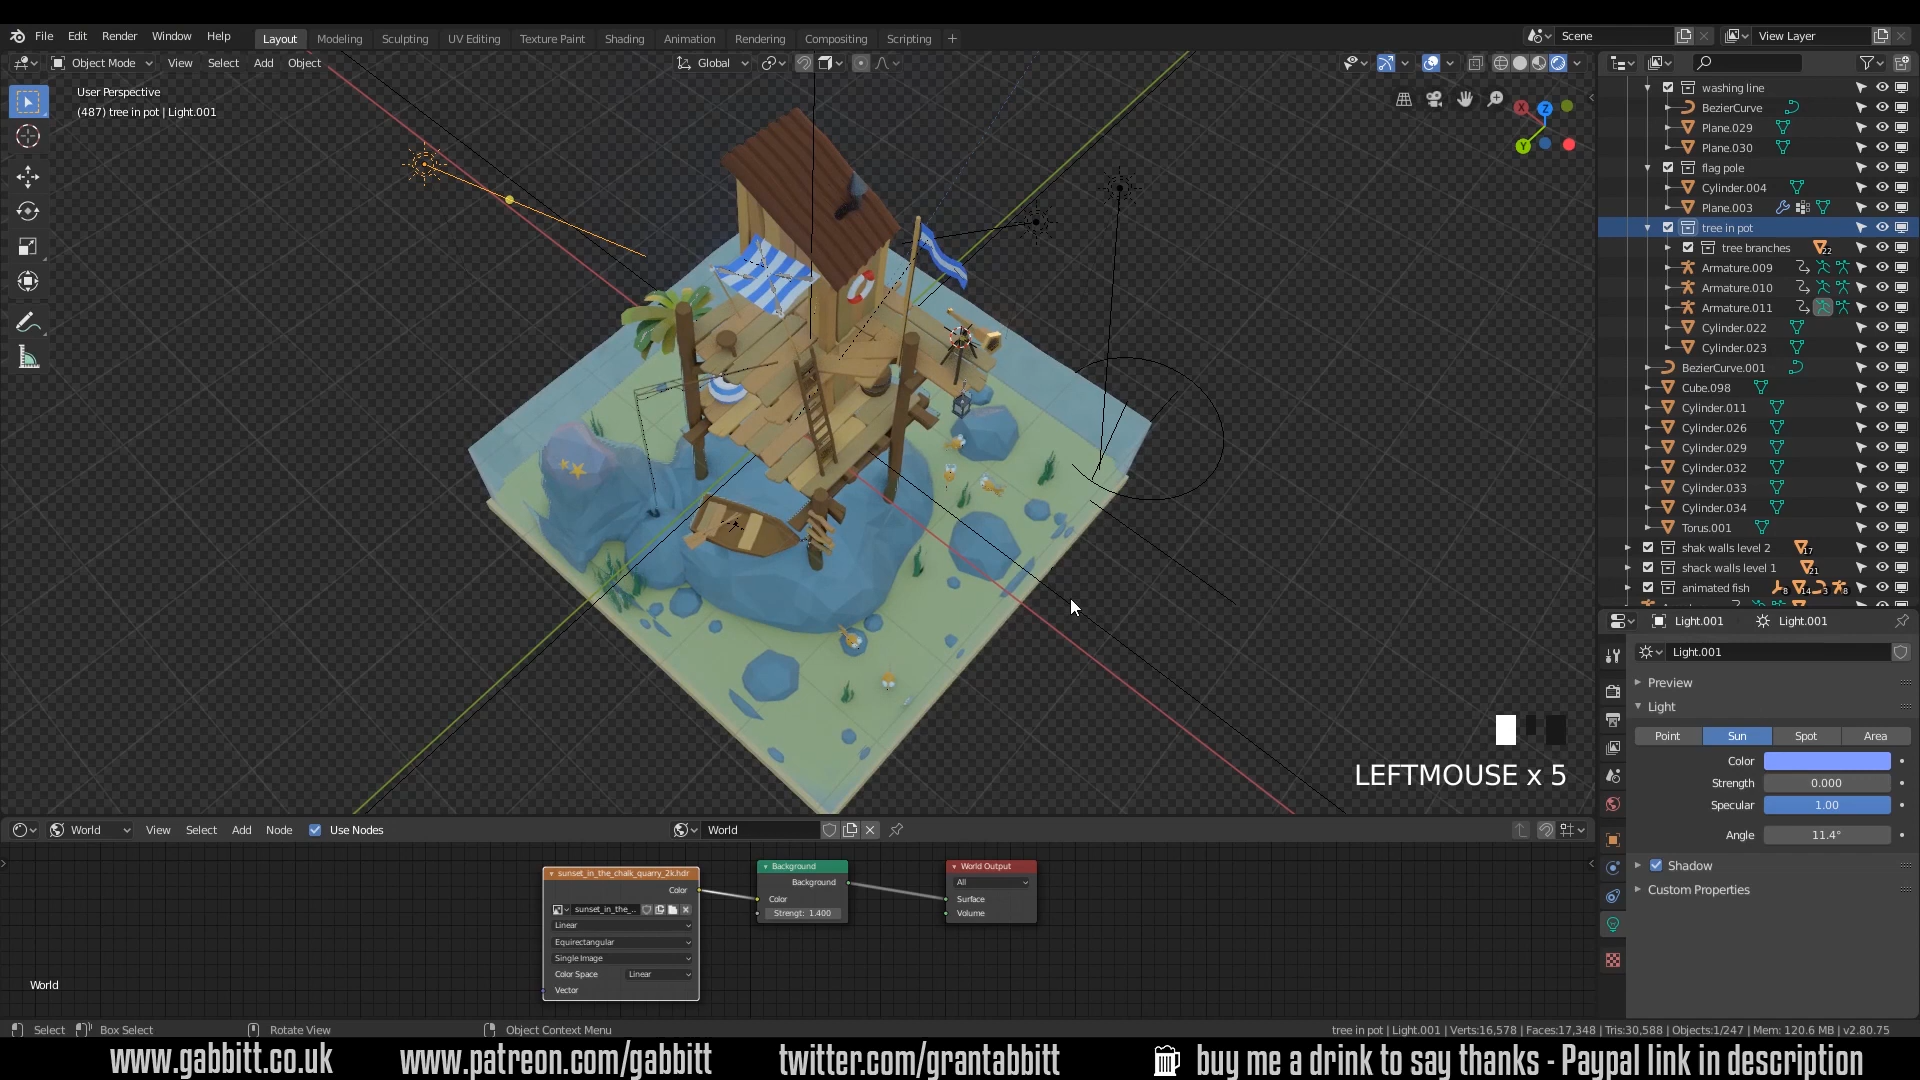 File Edit Render Window Help
Layout Modeling Sculpting UV Editing Texture Paint Shading Animation Rendering Compositing Scripting +
Scene
View Layer
Object Mode View Select Add Object
Global
User Perspective
(487) tree in pot | Light.001
X
Z
Y
washing line
BezierCurve
Plane.029
Plane.030
flag pole
Cylinder.004
Plane.003
tree in pot
tree branches 22
Armature.009
Armature.010
Armature.011
Cylinder.022
Cylinder.023
BezierCurve.001
Cube.098
Cylinder.011
Cylinder.026
Cylinder.029
Cylinder.032
Cylinder.033
Cylinder.034
Torus.001
shak walls level 2 17
shack walls level 1 21
animated fish 8 14 3 8
Light.001 Light.001
Light.001
Preview
Light
Point Sun Spot Area
Color
Strength 0.000
Specular 1.00
Angle 11.4°
Shadow
Custom Properties
LEFTMOUSE x 5
World View Select Add Node Use Nodes
World
sunset_in_the_chalk_quarry_2k.hdr
Color
sunset_in_the_..
Linear
Equirectangular
Single Image
Color Space Linear
Vector
Background
Background
Color
Strengt: 1.400
World Output
All
Surface
Volume
World
Select Box Select Rotate View Object Context Menu
tree in pot | Light.001 | Verts:16,578 | Faces:17,348 | Tris:30,588 | Objects:1/247 | Mem: 120.6 MB | v2.80.75
www.gabbitt.co.uk www.patreon.com/gabbitt twitter.com/grantabbitt buy me a drink to say thanks - Paypal link in description